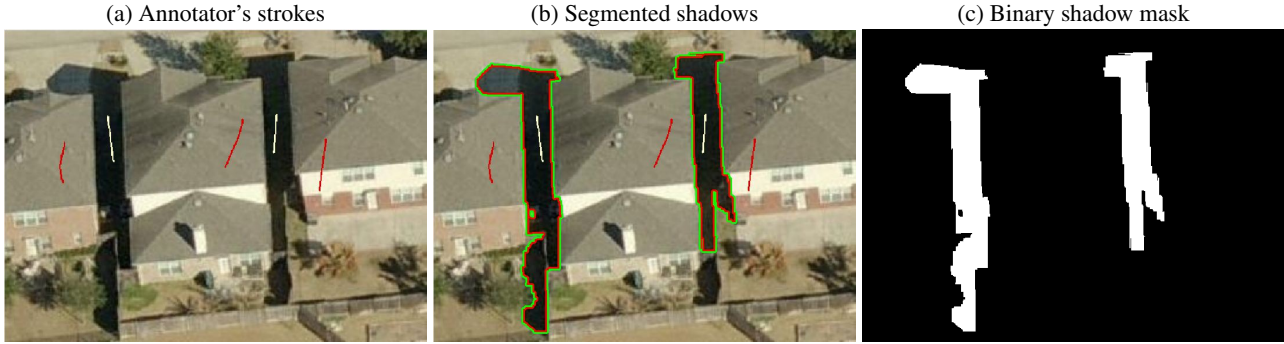 (a) Annotator's strokes
(b) Segmented shadows
(c) Binary shadow mask